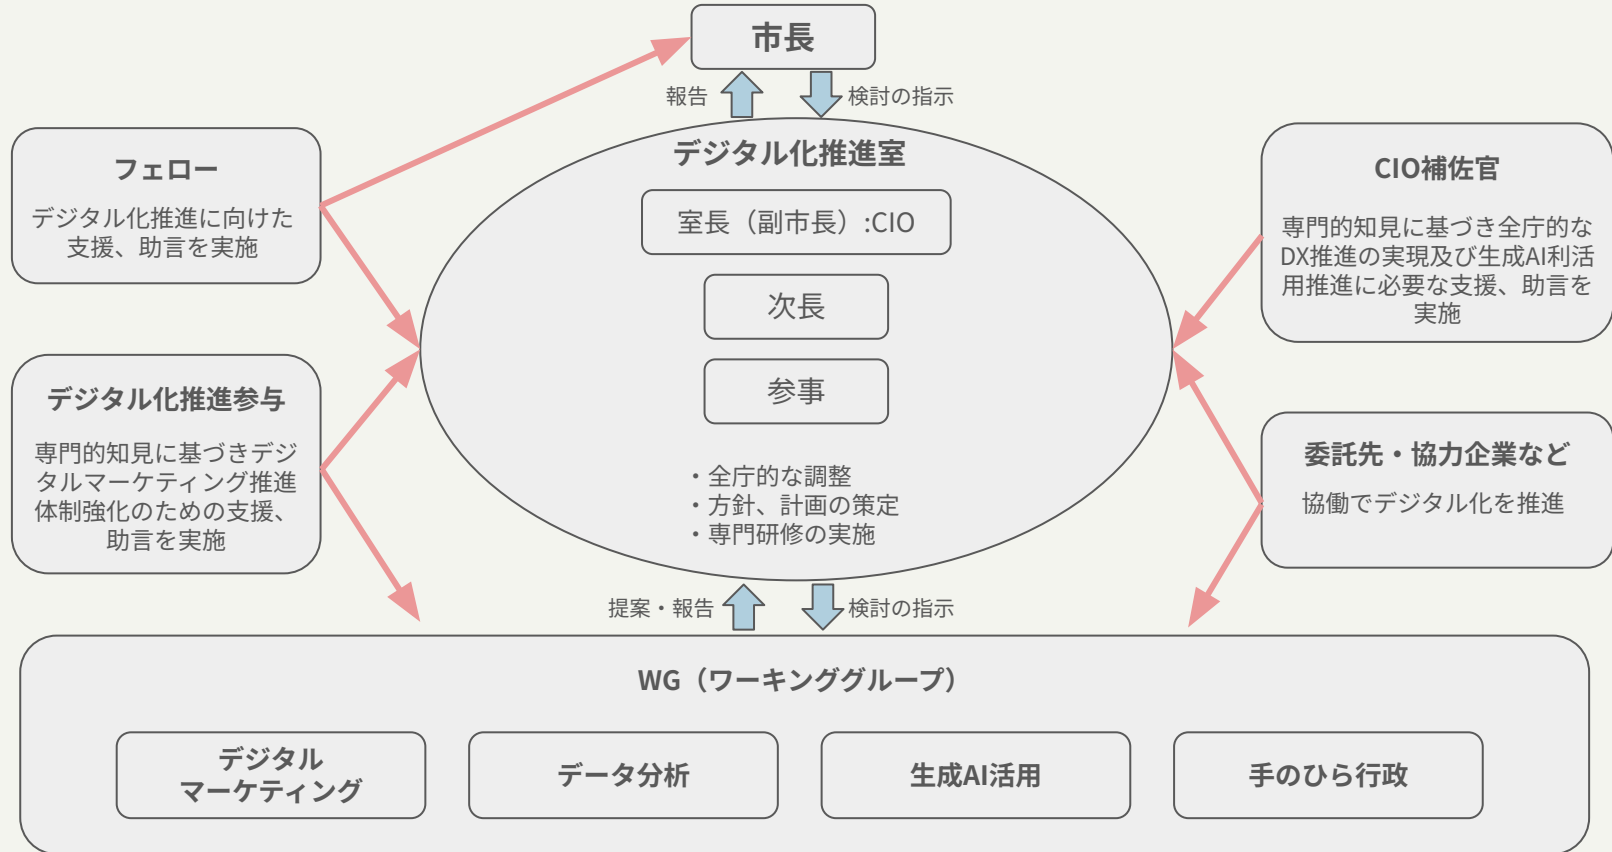 市長
報告
検討の指示
フェロー
デジタル化推進に向けた
支援、助言を実施
デジタル化推進参与
専門的知見に基づきデジ
タルマーケティング推進
体制強化のための支援、
助言を実施
デジタル化推進室
室長（副市長）:CIO
次長
参事
・全庁的な調整
・方針、計画の策定
・専門研修の実施
CIO補佐官
専門的知見に基づき全庁的な
DX推進の実現及び生成AI利活
用推進に必要な支援、助言を
実施
委託先・協力企業など
協働でデジタル化を推進
提案・報告
検討の指示
WG（ワーキンググループ）
デジタル
マーケティング
データ分析
生成AI活用
手のひら行政